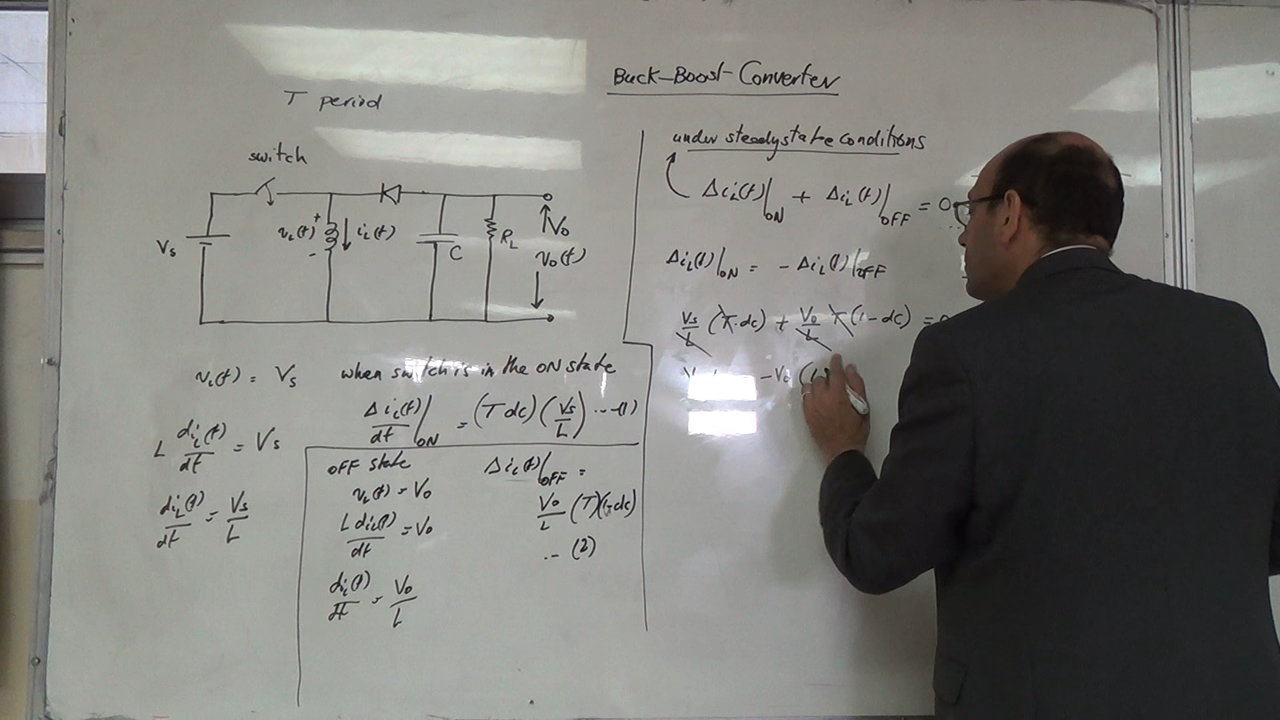 Buck-Boost-Converter
T period
switch
Vs
vL(t)
+
-
iL(t)
C
RL
Vo
vo(t)
vL(t) = Vs when switch is in the ON state
L diL(t)/dt = Vs
diL(t)/dt = Vs/L
ΔiL(t)/dt |ON = (T dc) (Vs/L) ---(1)
OFF state
vL(t) = Vo
L diL(t)/dt = Vo
diL(t)/dt = Vo/L
ΔiL(t)|OFF =
Vo/L (T)(1-dc)
-- (2)
under steady state conditions
ΔiL(t)|ON + ΔiL(t)|OFF = 0
ΔiL(t)|ON = - ΔiL(t)|OFF
Vs/L (T·dc) + Vo/L T (1-dc) =
-Vo (1